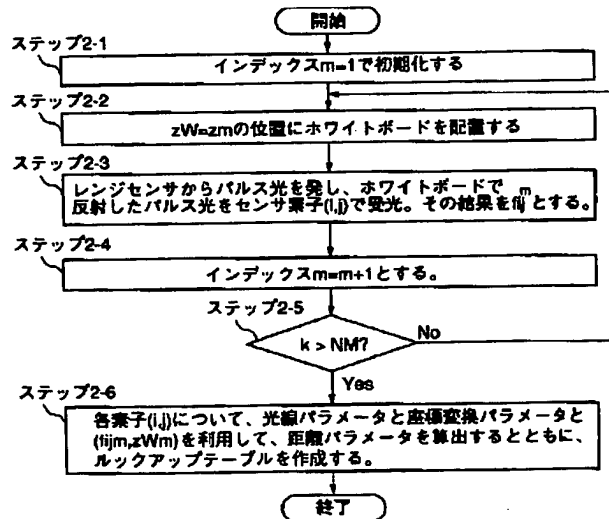 開始
ステップ2-1
インデックスm=1で初期化する
ステップ2-2
zW=zmの位置にホワイトボードを配置する
ステップ2-3
レンジセンサからパルス光を発し、ホワイトボードで
反射したパルス光をセンサ素子(i,j)で受光。その結果をfijmとする。
ステップ2-4
インデックスm=m+1とする。
ステップ2-5
k > NM?
No
Yes
ステップ2-6
各素子(i,j)について、光線パラメータと座標変換パラメータと
(fijm,zWm)を利用して、距離パラメータを算出するとともに、
ルックアップテーブルを作成する。
終了